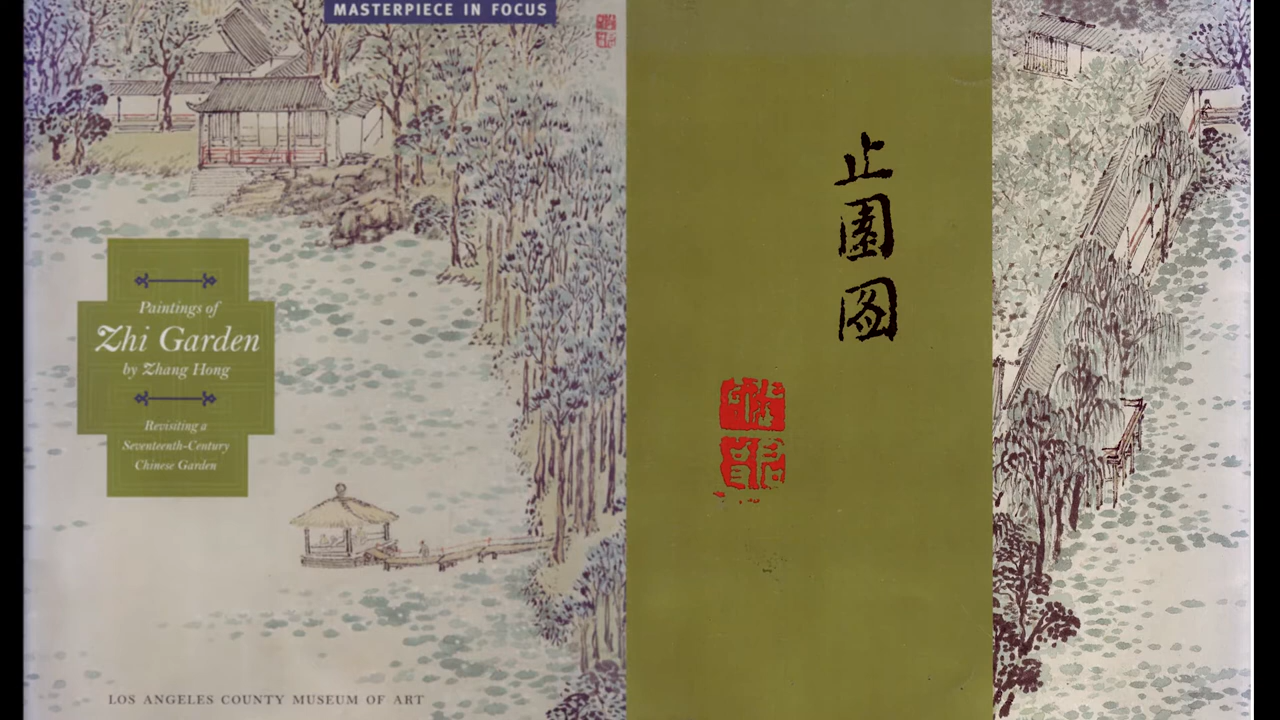 MASTERPIECE IN FOCUS
Paintings of
Zhi Garden
by Zhang Hong
Revisiting a
Seventeenth-Century
Chinese Garden
LOS ANGELES COUNTY MUSEUM OF ART
止
園
圖